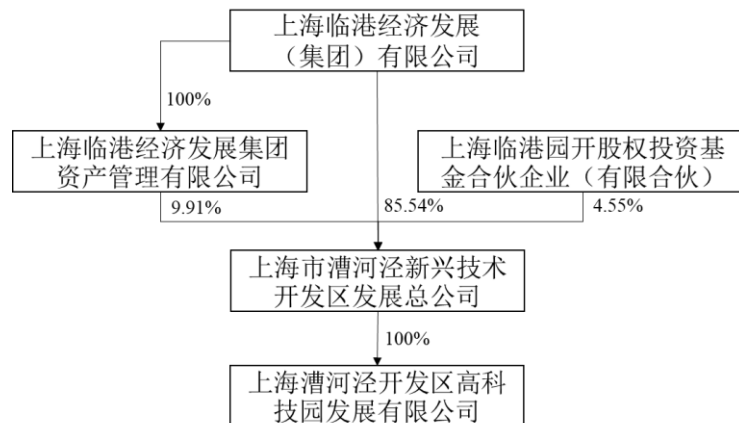 上海临港经济发展
（集团）有限公司
100%
上海临港经济发展集团
资产管理有限公司
上海临港园开股权投资基
金合伙企业（有限合伙）
9.91%
85.54%
4.55%
上海市漕河泾新兴技术
开发区发展总公司
100%
上海漕河泾开发区高科
技园发展有限公司